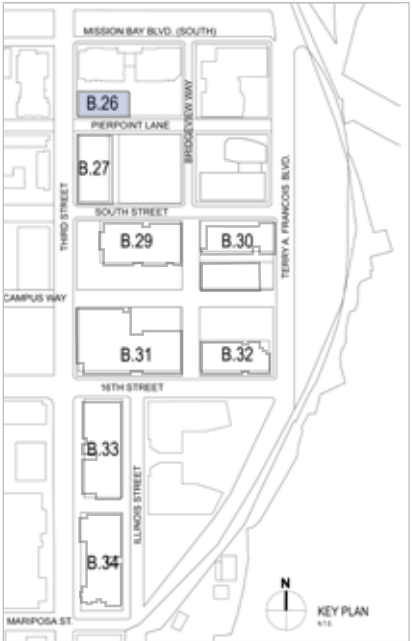 MISSION BAY BLVD. (SOUTH)
B.26
PIERPOINT LANE
BRIDGEVIEW WAY
B.27
THIRD STREET
SOUTH STREET
B.29
B.30
TERRY A. FRANCOIS BLVD.
CAMPUS WAY
B.31
B.32
16TH STREET
B.33
ILLINOIS STREET
B.34
MARIPOSA ST.
N
KEY PLAN
N.T.S.